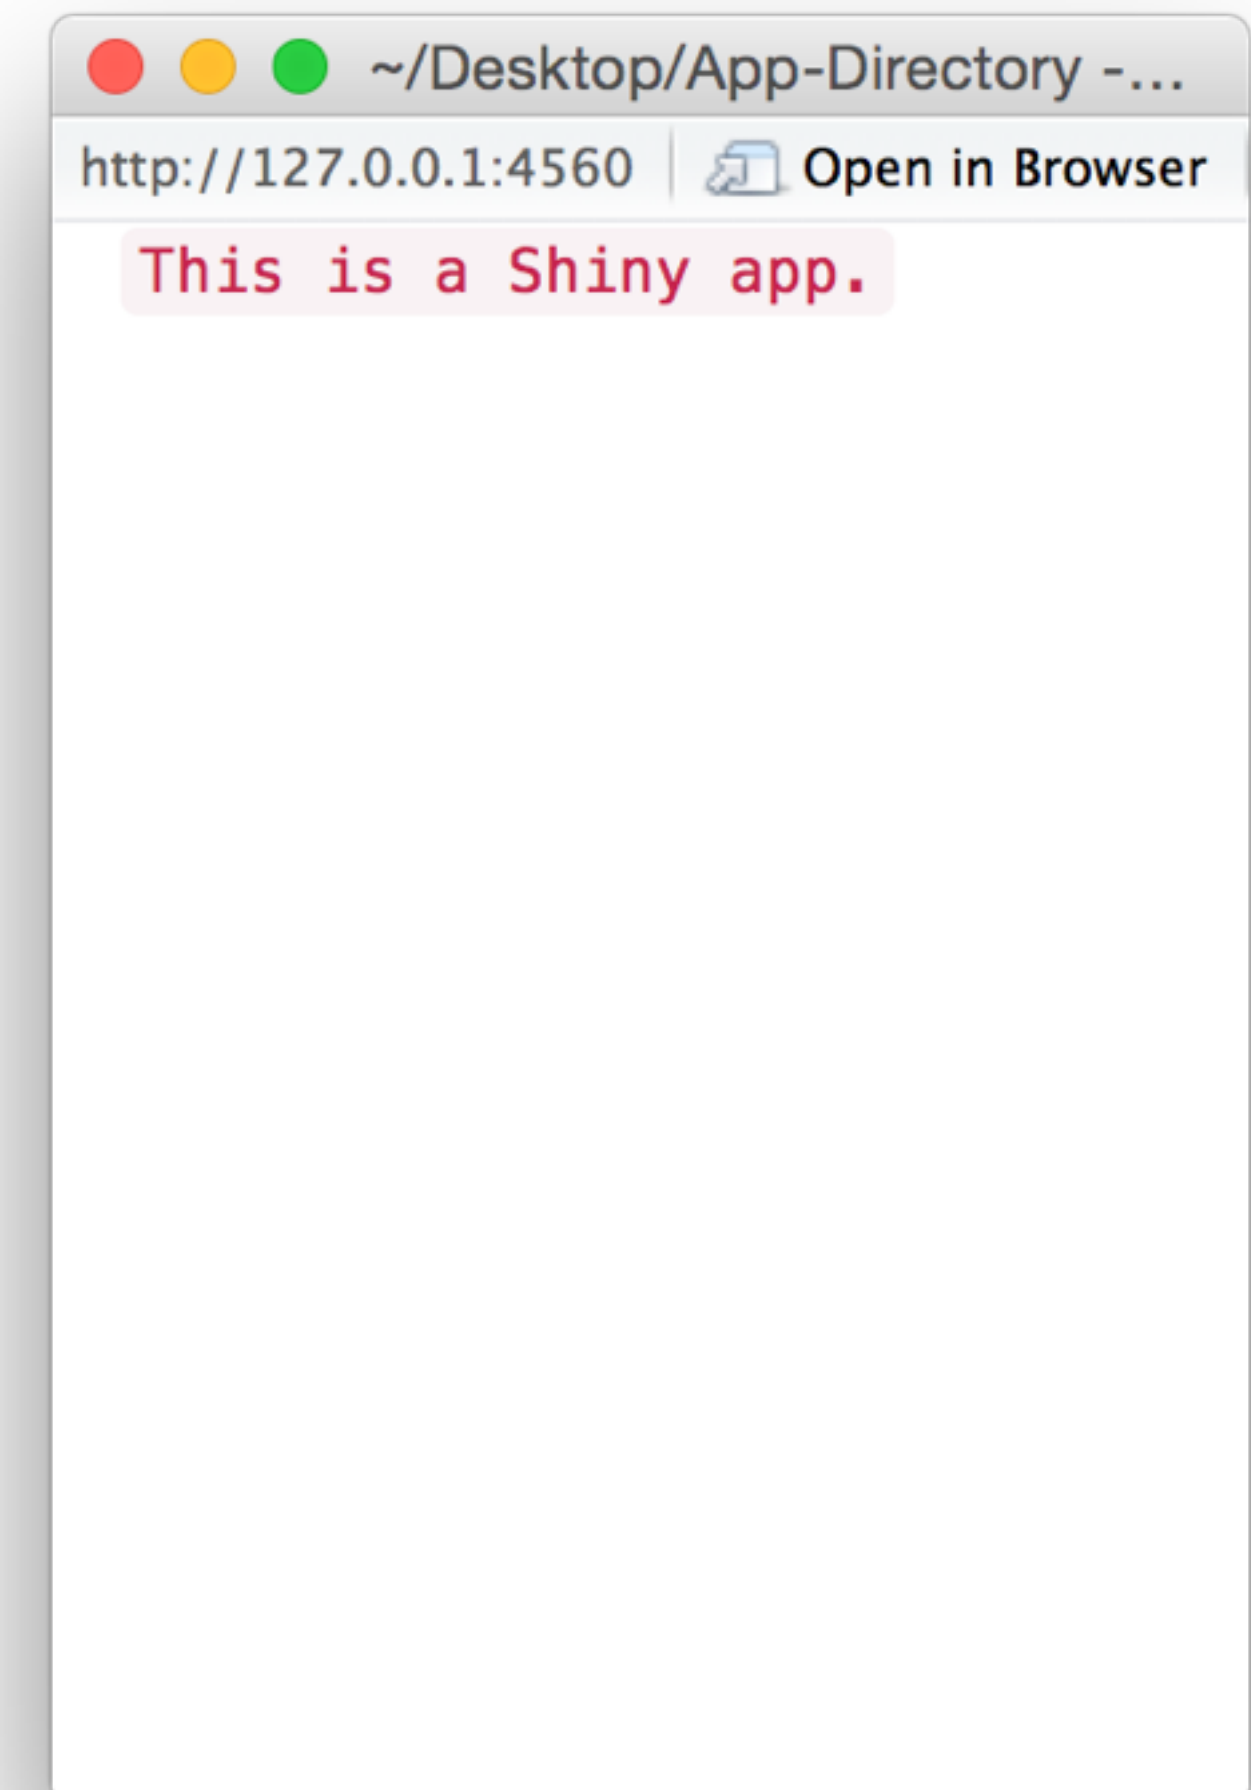 ~/Desktop/App-Directory -...
http://127.0.0.1:4560 Open in Browser
This is a Shiny app.